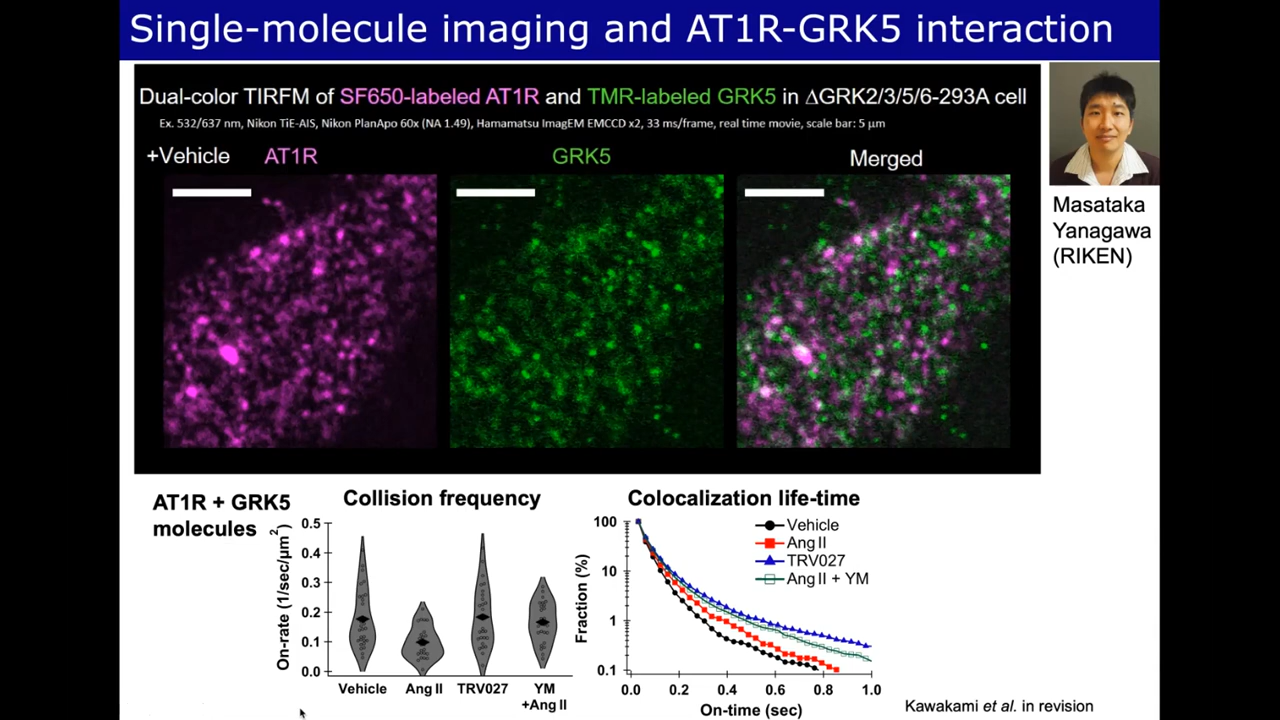 Single-molecule imaging and AT1R-GRK5 interaction
Dual-color TIRFM of SF650-labeled AT1R and TMR-labeled GRK5 in ΔGRK2/3/5/6-293A cell
Ex. 532/637 nm, Nikon TiE-AIS, Nikon PlanApo 60x (NA 1.49), Hamamatsu ImagEM EMCCD x2, 33 ms/frame, real time movie, scale bar: 5 μm
+Vehicle AT1R GRK5 Merged
Masataka
Yanagawa
(RIKEN)
AT1R + GRK5
molecules
Collision frequency
On-rate (1/sec/μm²)
0.5
0.4
0.3
0.2
0.1
0.0
Vehicle Ang II TRV027 YM
+Ang II
Colocalization life-time
Fraction (%)
100
10
1
0.1
Vehicle
Ang II
TRV027
Ang II + YM
0.0 0.2 0.4 0.6 0.8 1.0
On-time (sec)
Kawakami et al. in revision